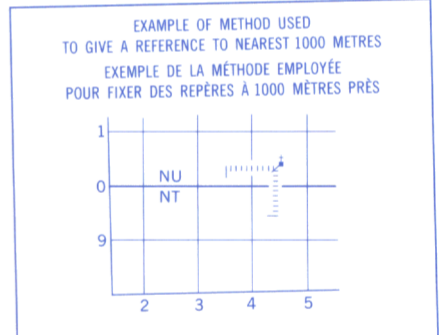 EXAMPLE OF METHOD USED
TO GIVE A REFERENCE TO NEAREST 1000 METRES
EXEMPLE DE LA MÉTHODE EMPLOYÉE
POUR FIXER DES REPÈRES À 1000 MÈTRES PRÈS
1
NU
0
NT
9
2 3 4 5